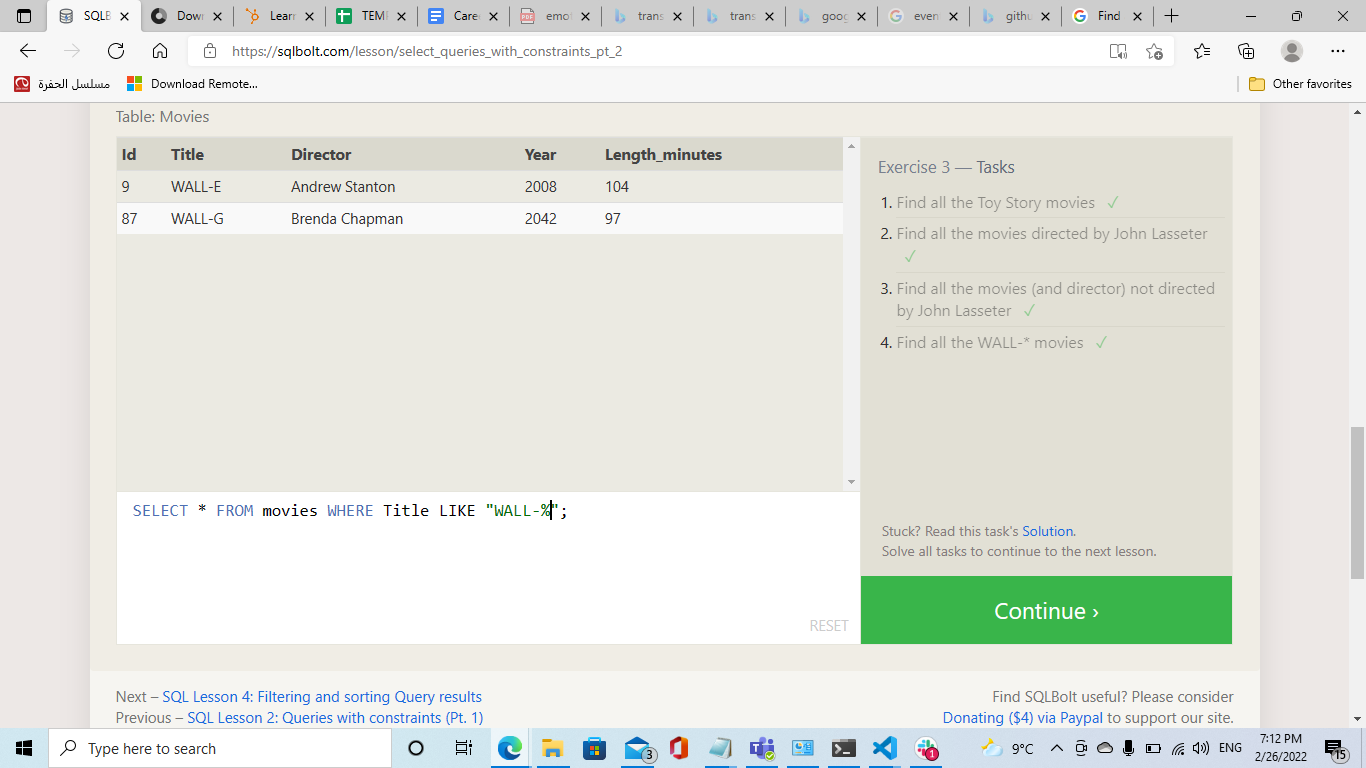 SQLB
Dow
Lear
TEMI
Care
emo
trans
trans
goog
even
githu
Find
https://sqlbolt.com/lesson/select_queries_with_constraints_pt_2
مسلسل الحفرة
Download Remote...
Other favorites
Table: Movies
Id Title Director Year Length_minutes
9 WALL-E Andrew Stanton 2008 104
87 WALL-G Brenda Chapman 2042 97
Exercise 3 — Tasks
1. Find all the Toy Story movies ✓
2. Find all the movies directed by John Lasseter
✓
3. Find all the movies (and director) not directed
by John Lasseter ✓
4. Find all the WALL-* movies ✓
SELECT * FROM movies WHERE Title LIKE "WALL-%";
RESET
Stuck? Read this task's Solution.
Solve all tasks to continue to the next lesson.
Continue ›
Next – SQL Lesson 4: Filtering and sorting Query results
Previous – SQL Lesson 2: Queries with constraints (Pt. 1)
Find SQLBolt useful? Please consider
Donating ($4) via Paypal to support our site.
Type here to search
3
1
9°C
ENG
7:12 PM
2/26/2022
15